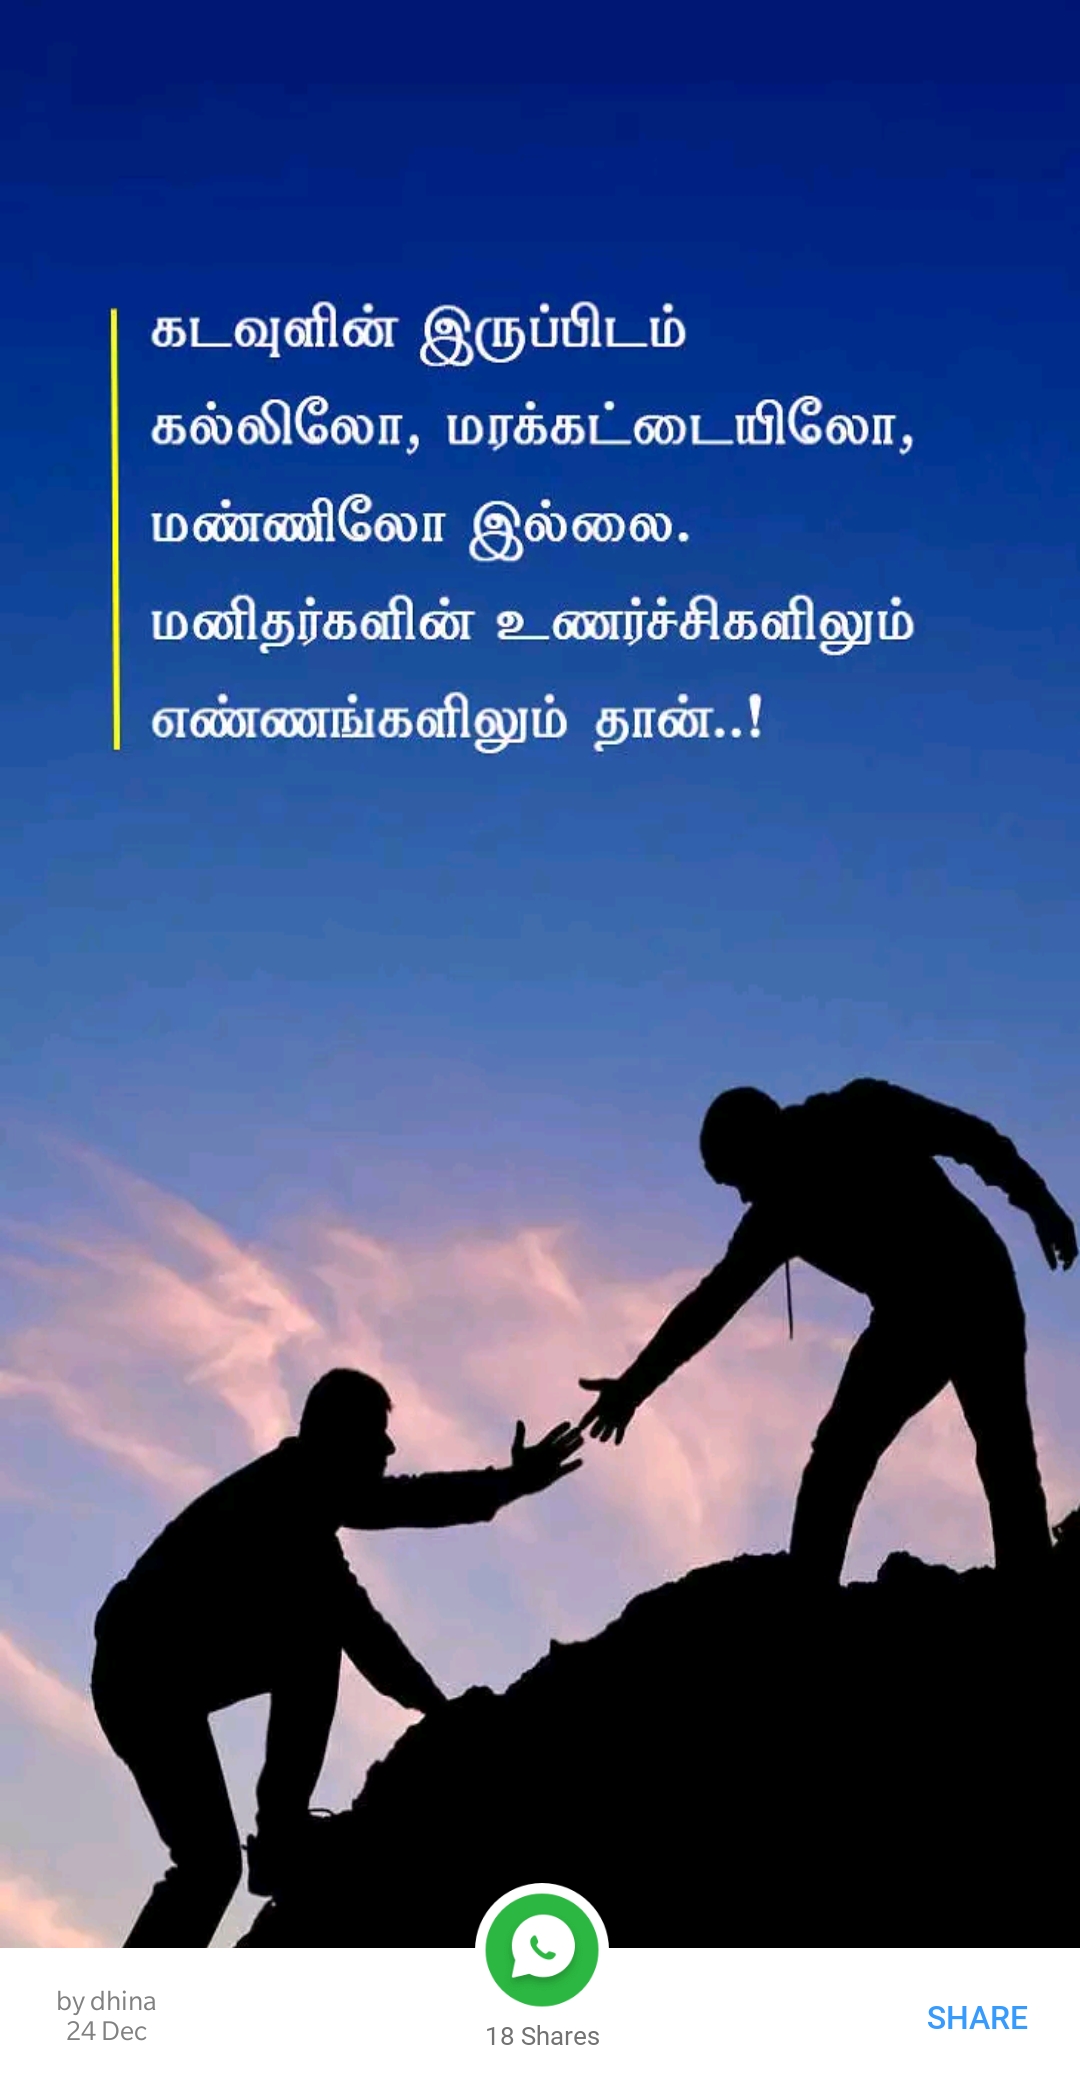 கடவுளின் இருப்பிடம்
கல்லிலோ, மரக்கட்டையிலோ,
மண்ணிலோ இல்லை.
மனிதர்களின் உணர்ச்சிகளிலும்
எண்ணங்களிலும் தான்..!
by dhina
24 Dec
18 Shares
SHARE